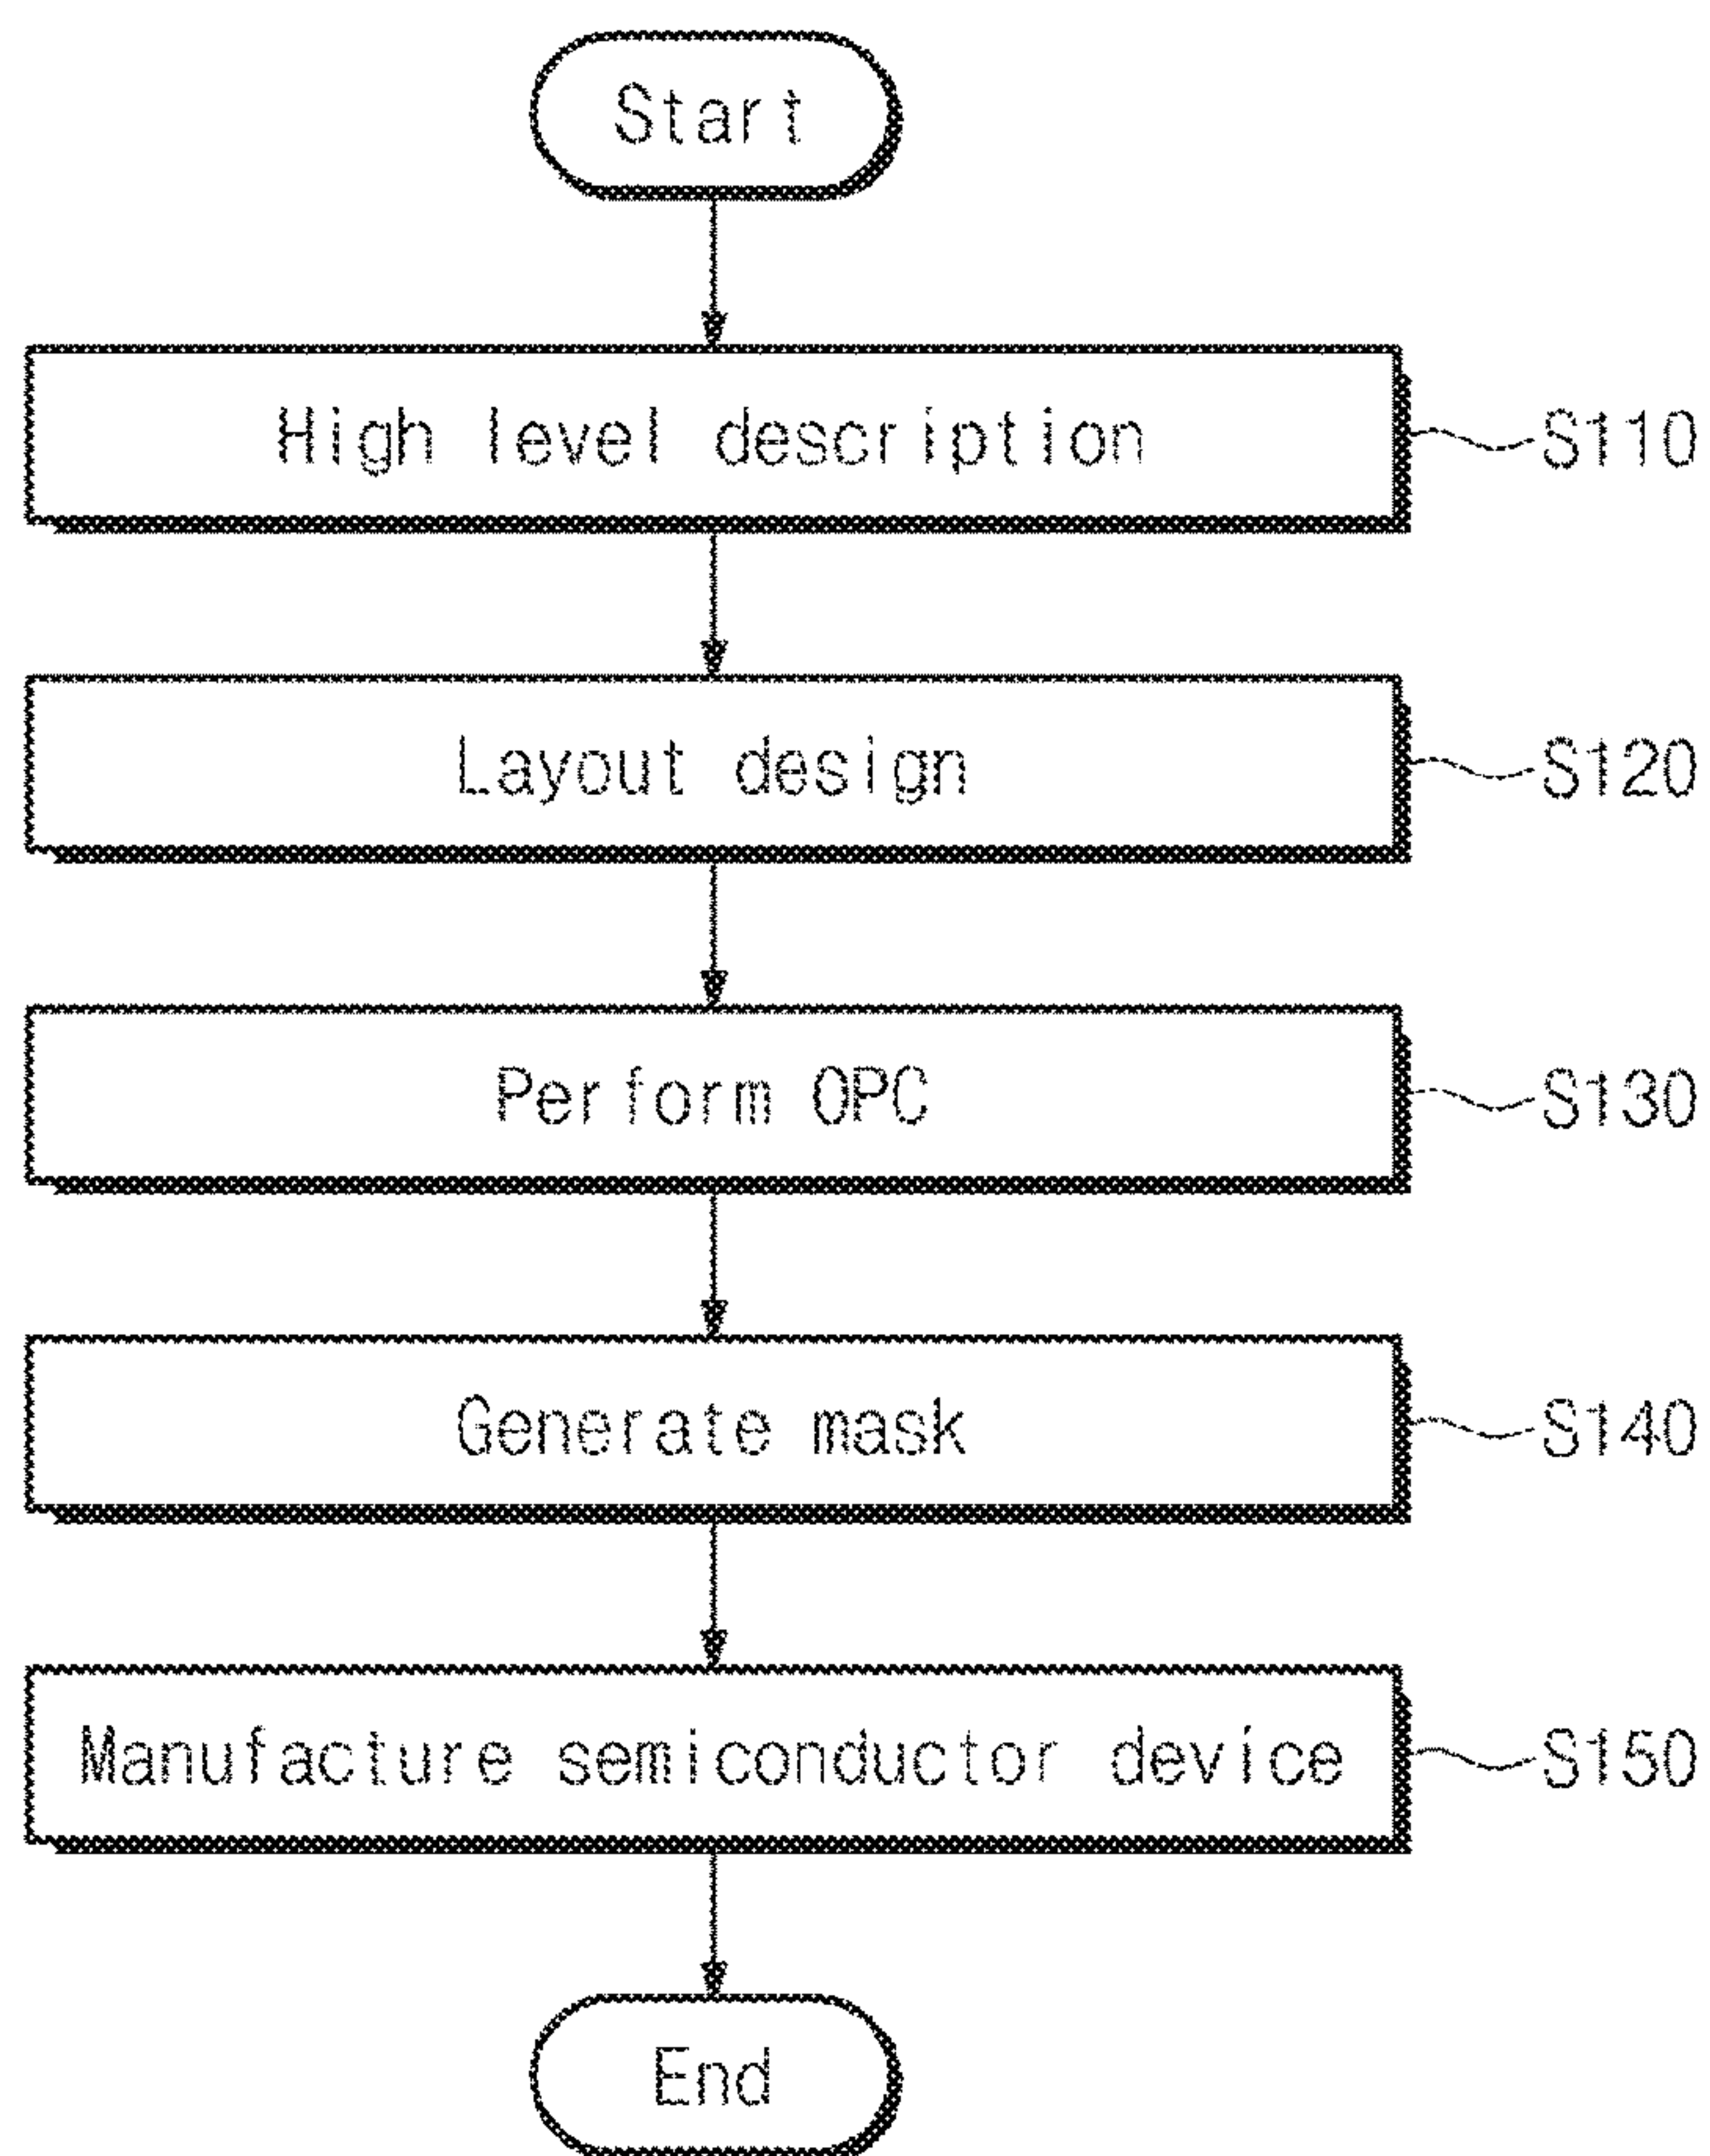 Start
High level description
S110
Layout design
S120
Perform OPC
S130
Generate mask
S140
Manufacture semiconductor device
S150
End